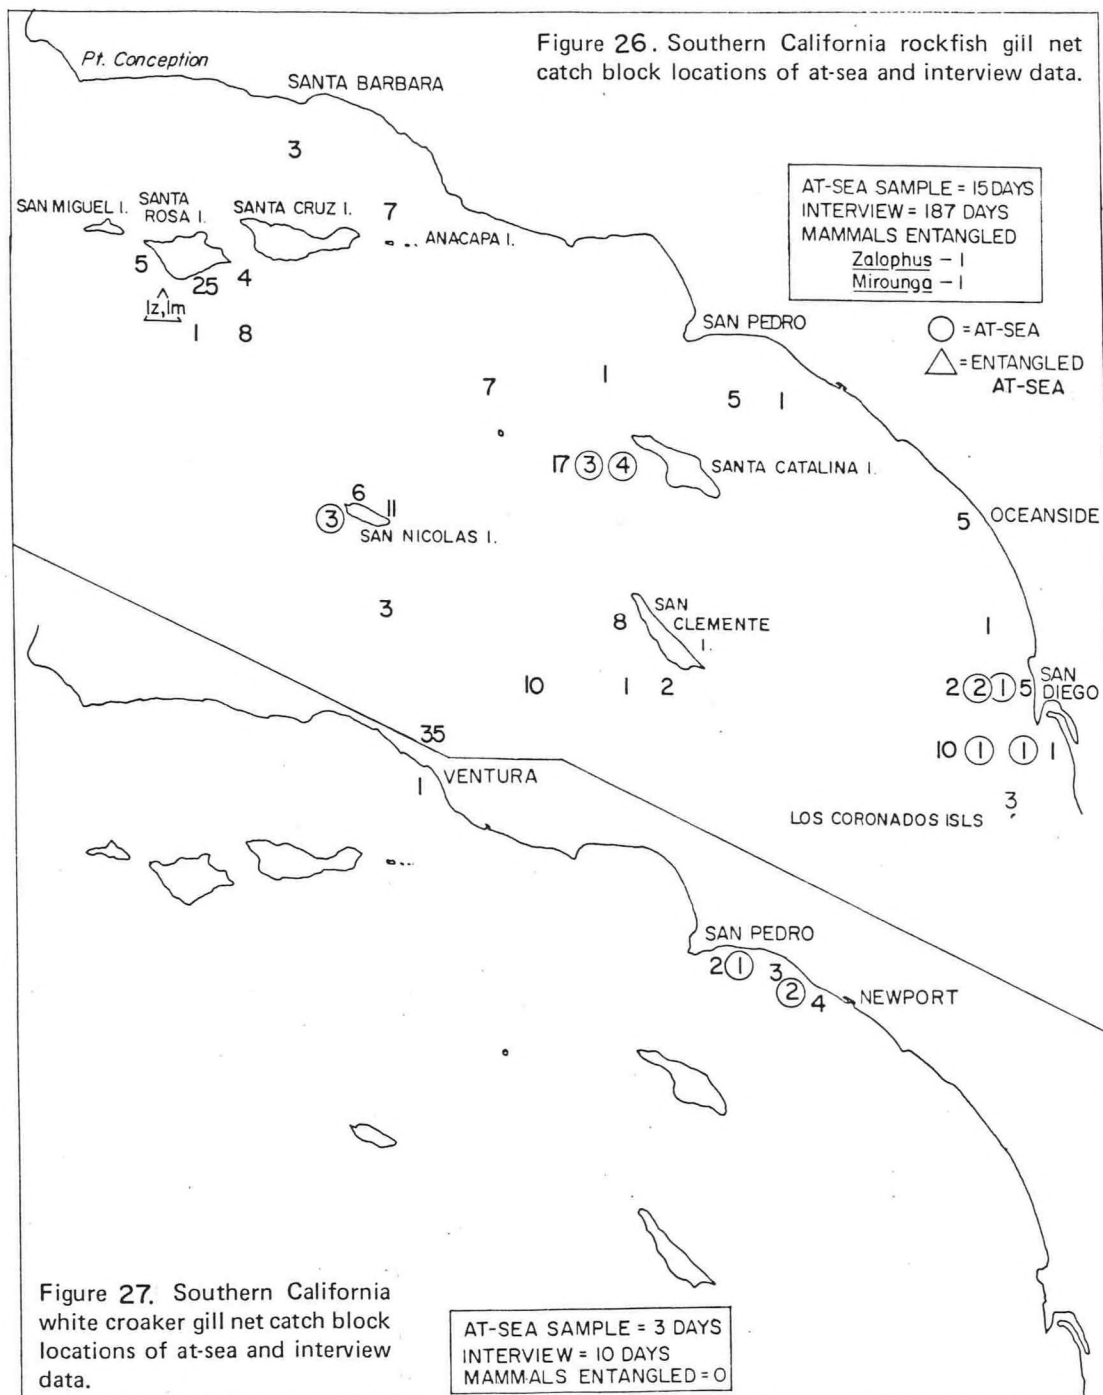 Figure 26. Southern California rockfish gill net
catch block locations of at-sea and interview data.
Pt. Conception
SANTA BARBARA
3
AT-SEA SAMPLE = 15 DAYS
INTERVIEW = 187 DAYS
MAMMALS ENTANGLED
Zalophus - 1
Mirounga - 1
SAN MIGUEL I.
SANTA
ROSA I.
SANTA CRUZ I.
7
ANACAPA I.
5
25
4
1z,1m
1
8
SAN PEDRO
= AT-SEA
= ENTANGLED
AT-SEA
7
1
5
1
17 3 4
SANTA CATALINA I.
6
11
3
SAN NICOLAS I.
5
OCEANSIDE
3
8
SAN
CLEMENTE
I.
1
10
1
2
2 2 1 5
SAN
DIEGO
35
10 1 1 1
3
LOS CORONADOS ISLS
VENTURA
1
SAN PEDRO
2 1
3
2
4
NEWPORT
Figure 27. Southern California
white croaker gill net catch block
locations of at-sea and interview
data.
AT-SEA SAMPLE = 3 DAYS
INTERVIEW = 10 DAYS
MAMMALS ENTANGLED = 0